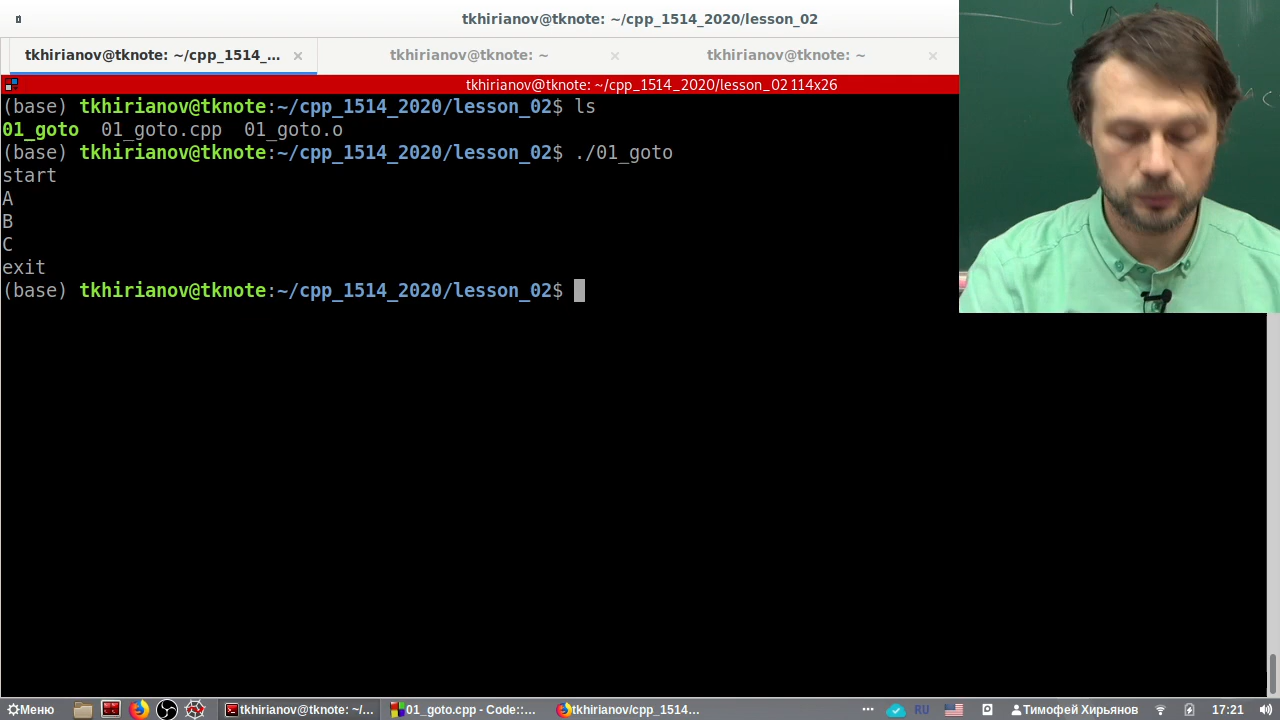 tkhirianov@tknote: ~/cpp_1514_2020/lesson_02
tkhirianov@tknote: ~/cpp_1514_... ×
tkhirianov@tknote: ~ ×
tkhirianov@tknote: ~ ×
tkhirianov@tknote: ~/cpp_1514_2020/lesson_02 114x26
(base) tkhirianov@tknote:~/cpp_1514_2020/lesson_02$ ls
01_goto 01_goto.cpp 01_goto.o
(base) tkhirianov@tknote:~/cpp_1514_2020/lesson_02$ ./01_goto
start
A
B
C
exit
(base) tkhirianov@tknote:~/cpp_1514_2020/lesson_02$
Меню tkhirianov@tknote: ~/... 01_goto.cpp - Code::... tkhirianov/cpp_1514... ••• RU Тимофей Хирьянов 17:21